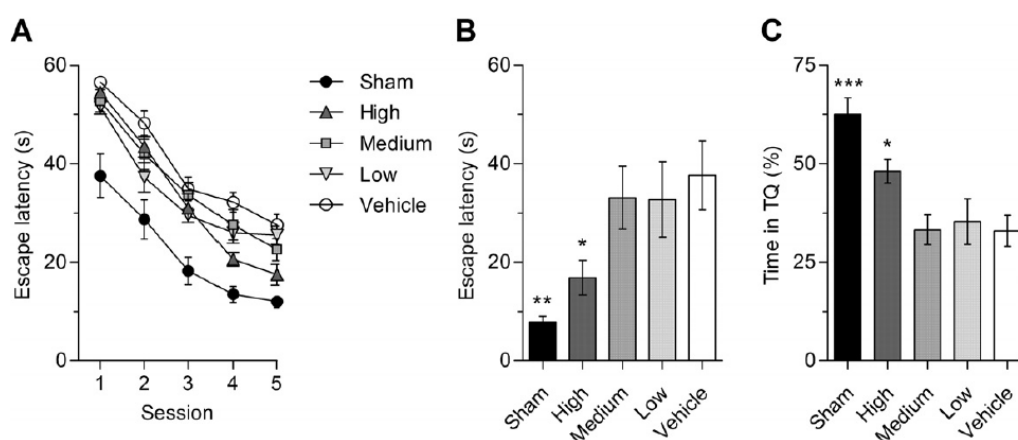 A
Escape latency (s)
60
40
20
0
1 2 3 4 5
Session
Sham
High
Medium
Low
Vehicle
B
Escape latency (s)
60
40
20
0
**
*
Sham
High
Medium
Low
Vehicle
C
Time in TQ (%)
75
50
25
0
***
*
Sham
High
Medium
Low
Vehicle